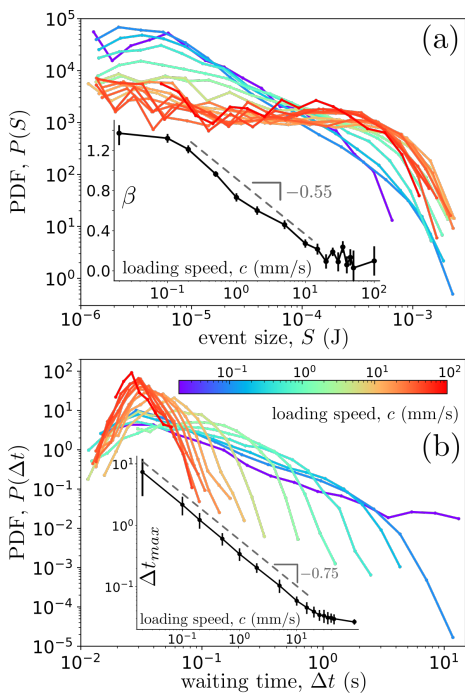 (a)
PDF, P(S)
10^5
10^4
10^3
10^2
10^1
10^0
β
1.2
0.8
0.4
0.0
−0.55
loading speed, c (mm/s)
10^-1 10^0 10^1 10^2
10^-6 10^-5 10^-4 10^-3
event size, S (J)
(b)
PDF, P(Δt)
10^2
10^1
10^0
10^-1
10^-2
10^-3
10^-4
10^-5
10^-1 10^0 10^1 10^2
loading speed, c (mm/s)
Δt_max
10^1
10^0
10^-1
−0.75
loading speed, c (mm/s)
10^-1 10^0 10^1
10^-2 10^-1 10^0 10^1
waiting time, Δt (s)